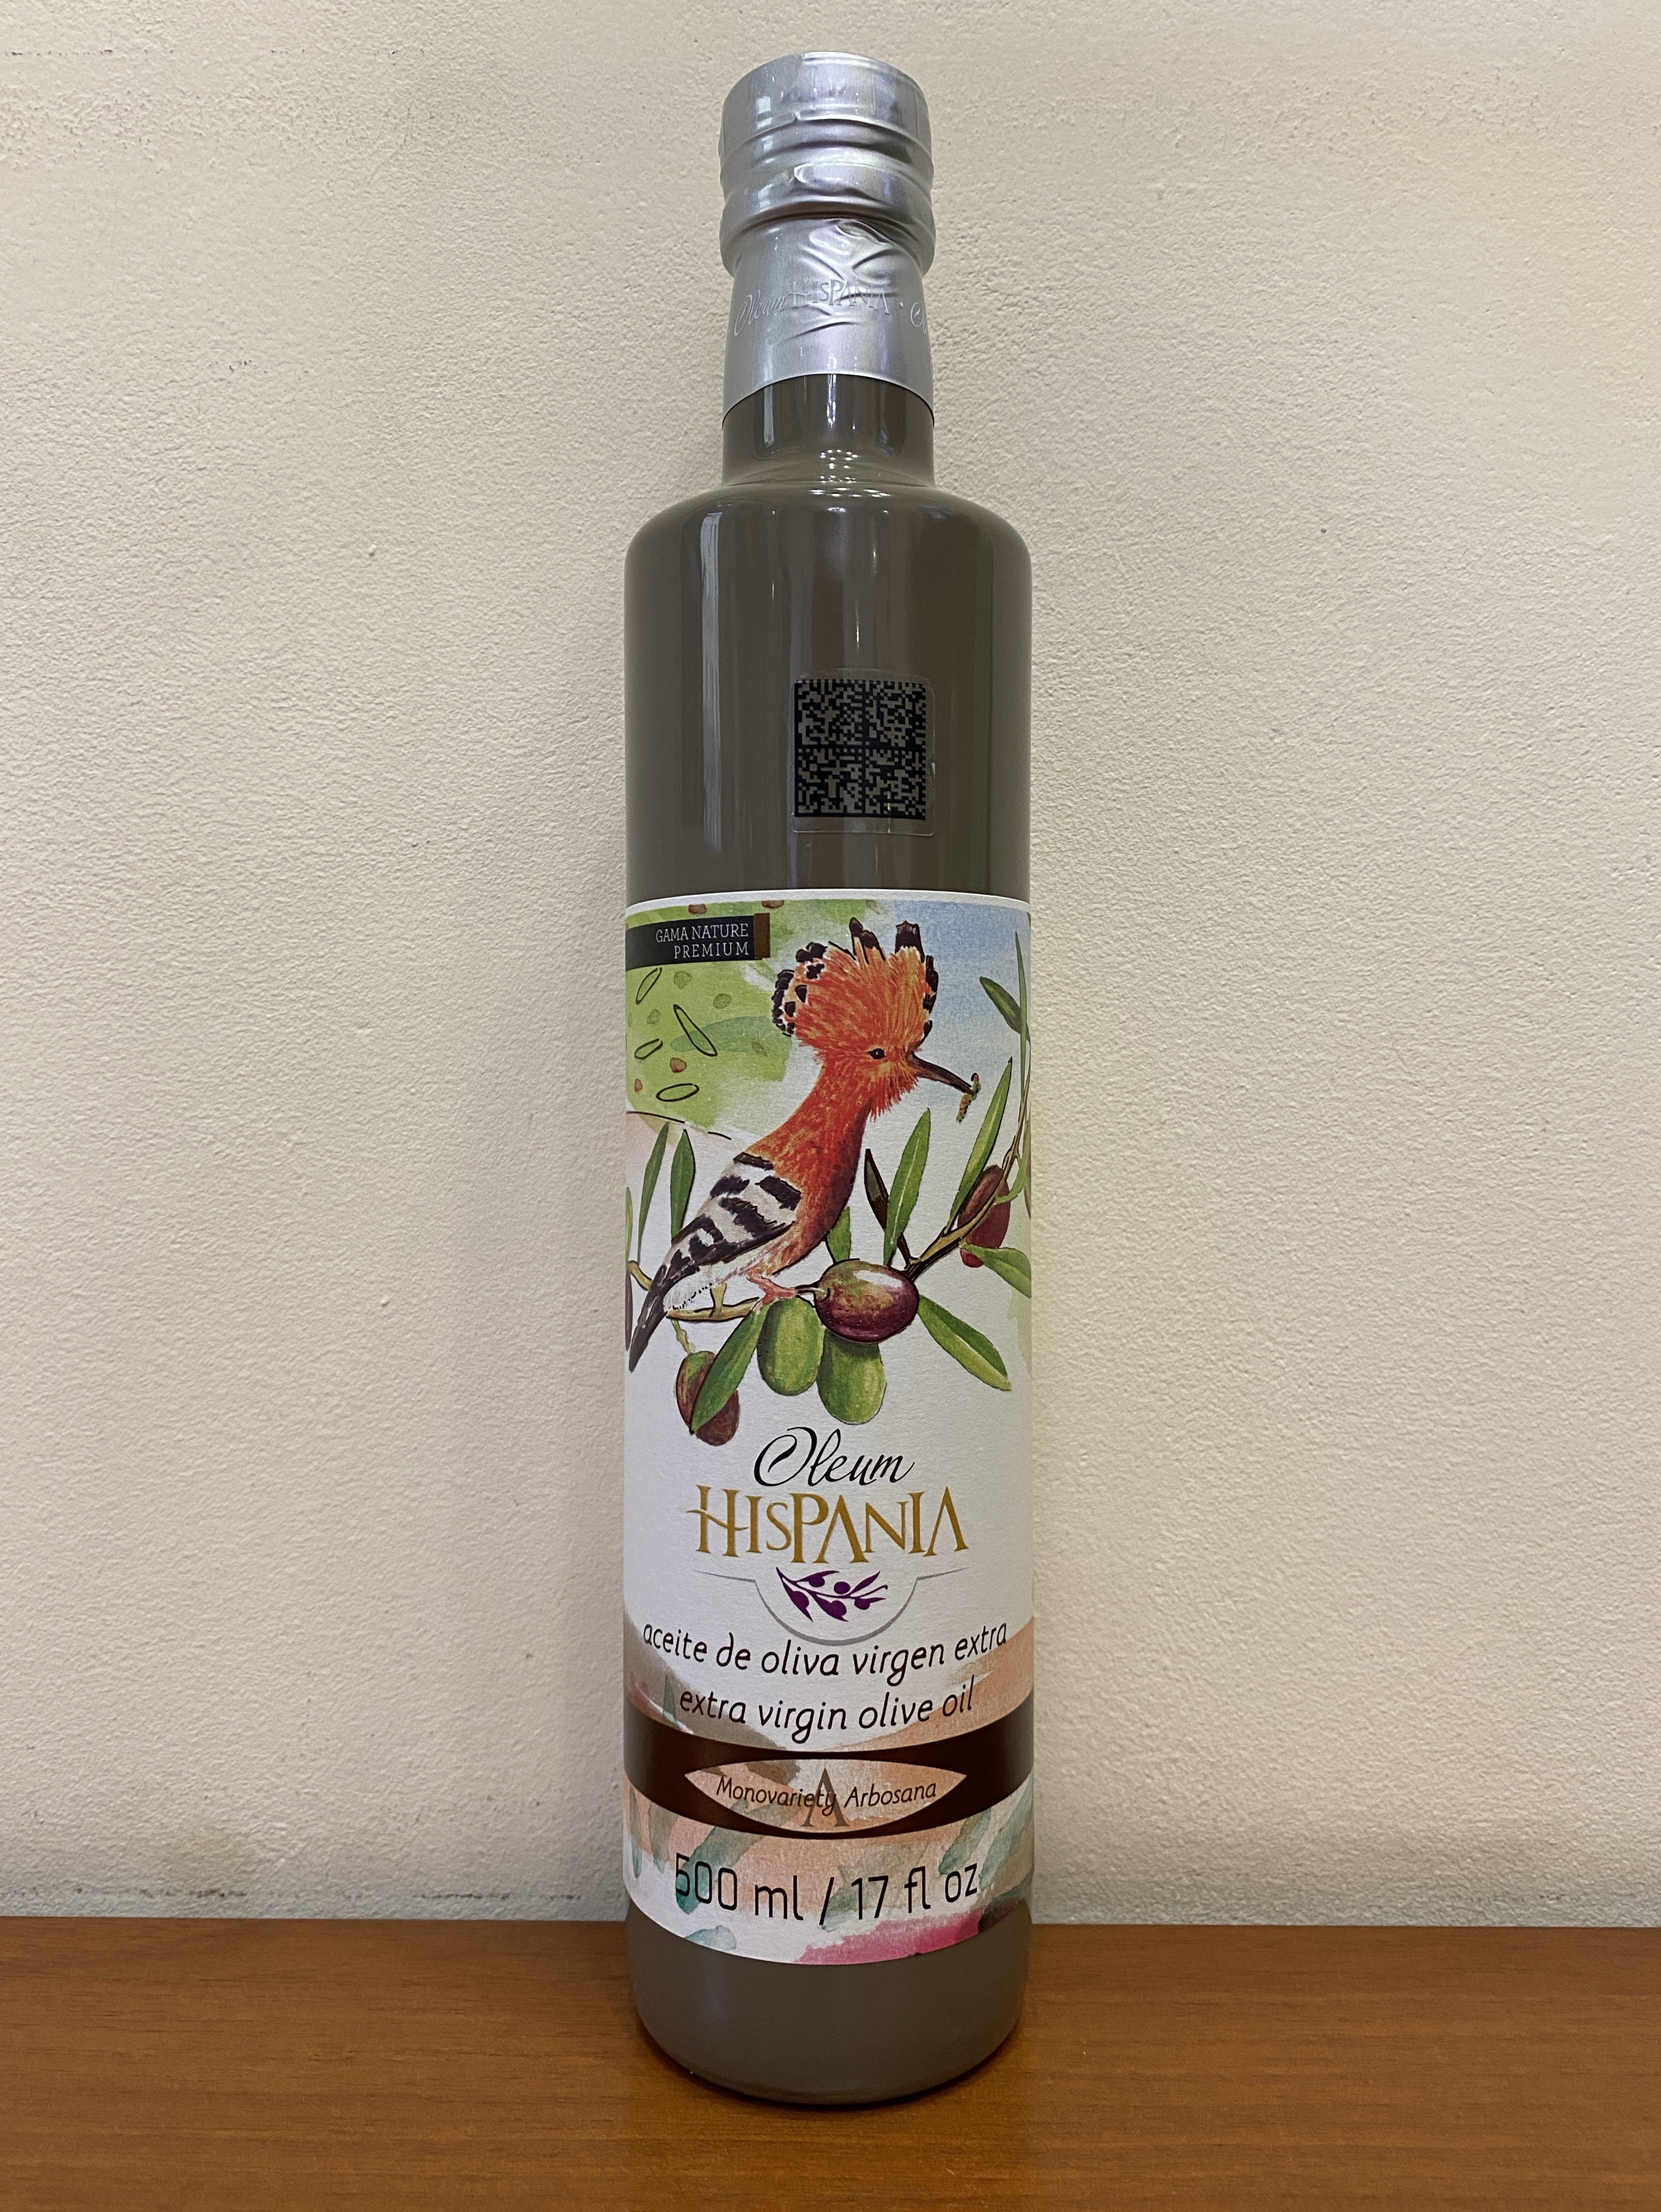 Oleum HISPANIA
GAMA NATURE
PREMIUM
Oleum
HISPANIA
aceite de oliva virgen extra
extra virgin olive oil
Monovariety Arbosana
A
500 ml / 17 fl oz